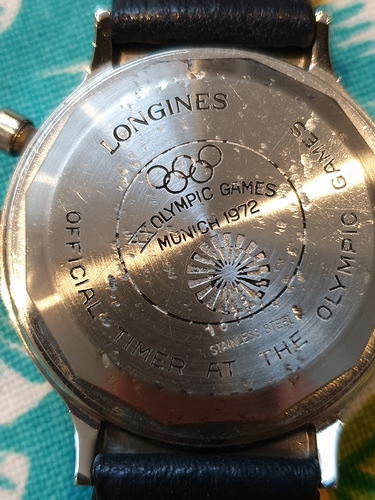 LONGINES
XX OLYMPIC GAMES
MUNICH 1972
STAINLESS STEEL
OFFICIAL TIMER AT THE OLYMPIC GAMES